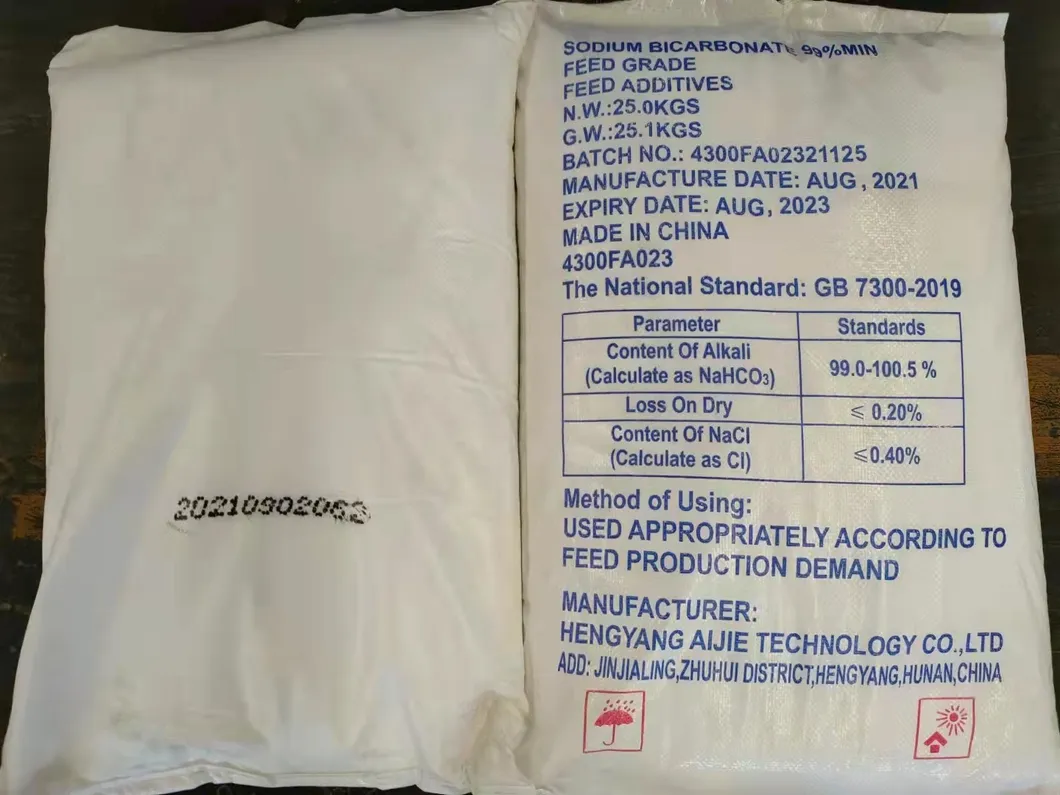 20210902062
SODIUM BICARBONATE 99%MIN
FEED GRADE
FEED ADDITIVES
N.W.:25.0KGS
G.W.:25.1KGS
BATCH NO.: 4300FA02321125
MANUFACTURE DATE: AUG , 2021
EXPIRY DATE: AUG, 2023
MADE IN CHINA
4300FA023
The National Standard: GB 7300-2019
Parameter Standards
Content Of Alkali
(Calculate as NaHCO₃) 99.0-100.5 %
Loss On Dry ≤ 0.20%
Content Of NaCl
(Calculate as Cl) ≤0.40%
Method of Using:
USED APPROPRIATELY ACCORDING TO
FEED PRODUCTION DEMAND
MANUFACTURER:
HENGYANG AIJIE TECHNOLOGY CO.,LTD
ADD: JINJIALING,ZHUHUI DISTRICT,HENGYANG,HUNAN,CHINA